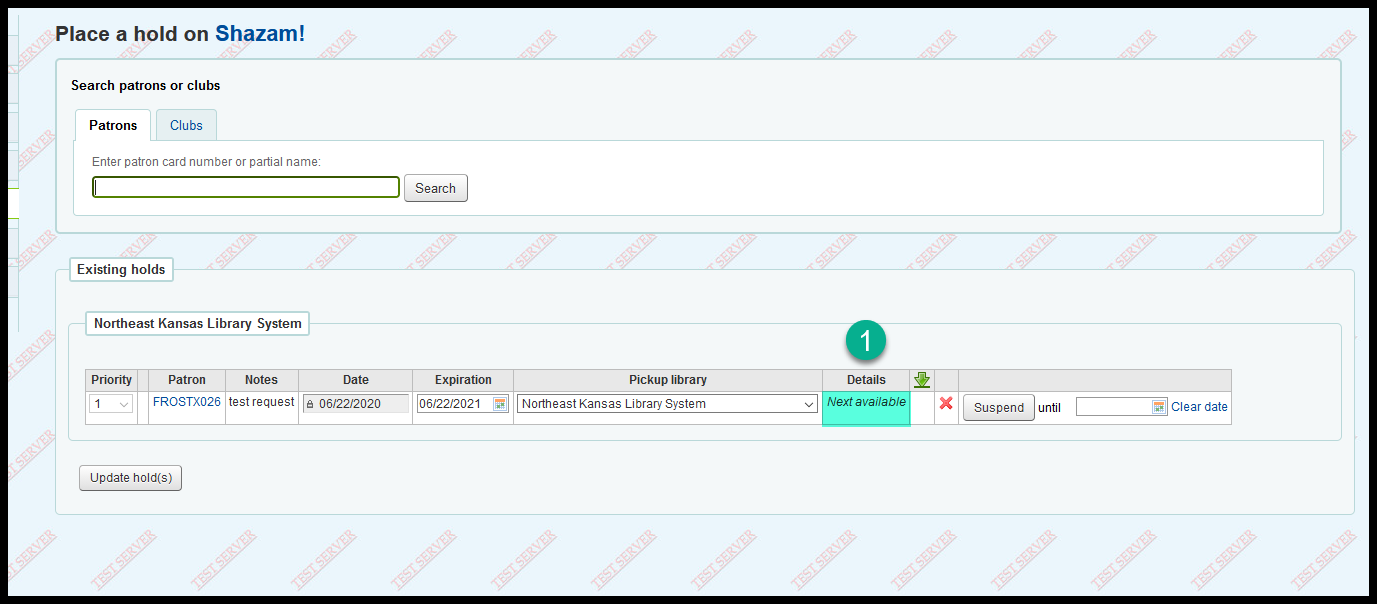 Place a hold on Shazam!
Search patrons or clubs
Patrons Clubs
Enter patron card number or partial name:
Search
Existing holds
Northeast Kansas Library System
1
Priority Patron Notes Date Expiration Pickup library Details
1 FROSTX026 test request 06/22/2020 06/22/2021 Northeast Kansas Library System Next available Suspend until Clear date
Update hold(s)
TEST SERVER